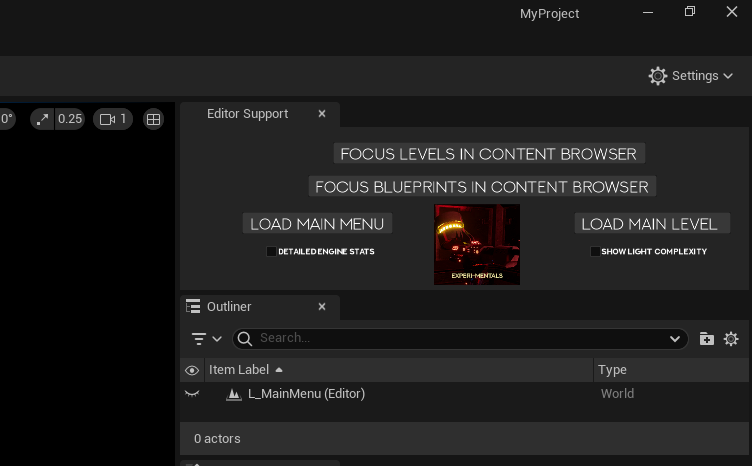 MyProject
Settings
0°
0.25
1
Editor Support
FOCUS LEVELS IN CONTENT BROWSER
FOCUS BLUEPRINTS IN CONTENT BROWSER
LOAD MAIN MENU
LOAD MAIN LEVEL
DETAILED ENGINE STATS
SHOW LIGHT COMPLEXITY
EXPERI-MENTALS
Outliner
Search...
Item Label
Type
L_MainMenu (Editor)
World
0 actors